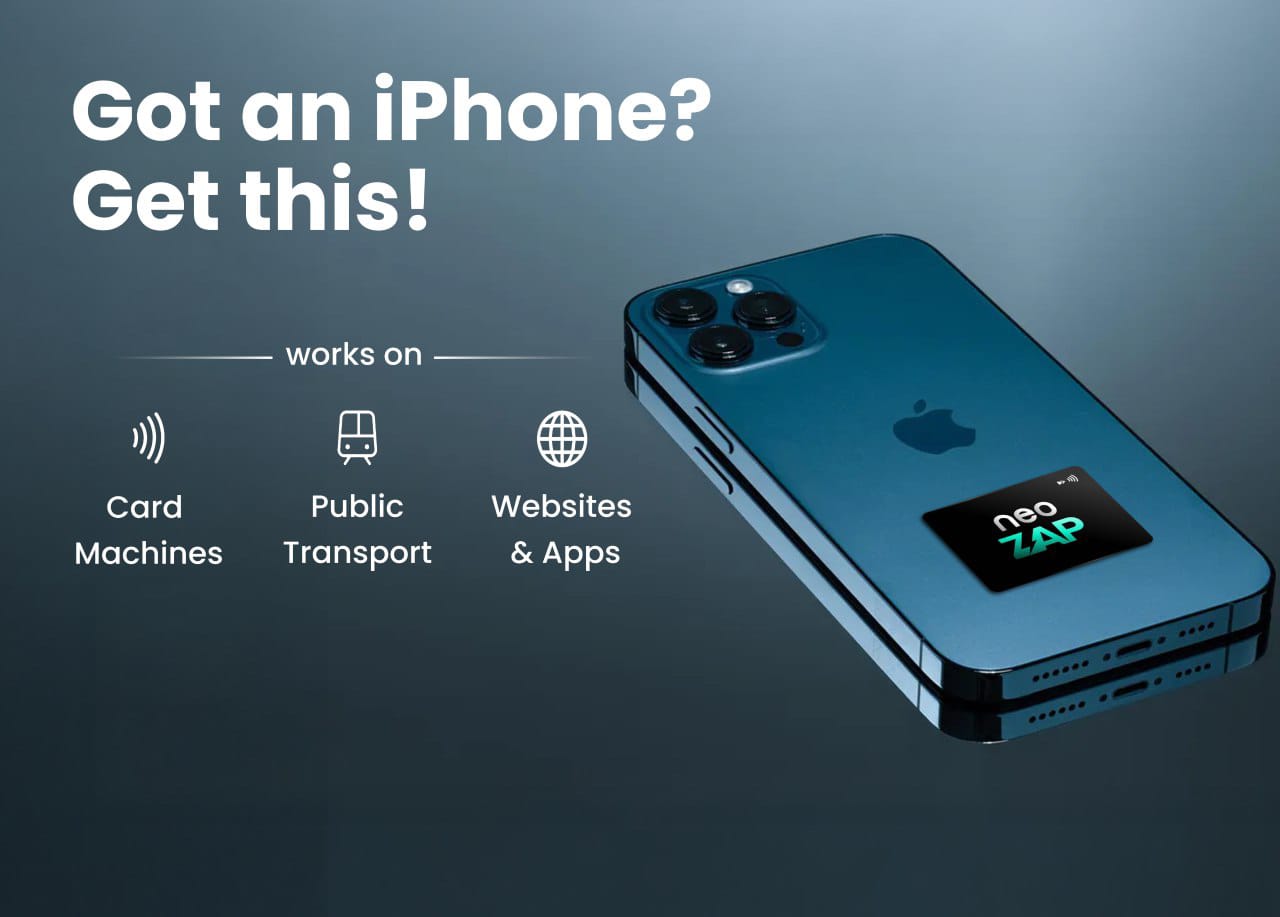 Got an iPhone?
Get this!
works on
Card
Machines
Public
Transport
Websites
& Apps
neo
ZAP